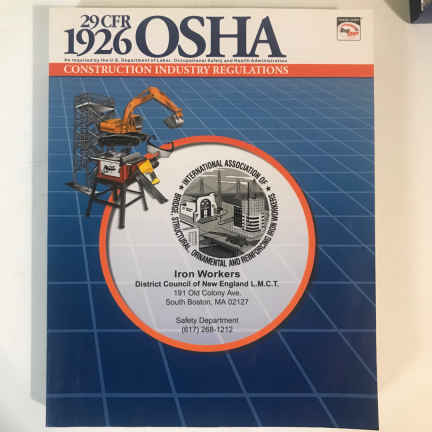 29 CFR
1926 OSHA
As required by the U.S. Department of Labor, Occupational Safety and Health Administration
CONSTRUCTION INDUSTRY REGULATIONS
INTERNATIONAL ASSOCIATION OF
BRIDGE, STRUCTURAL, ORNAMENTAL AND REINFORCING IRON WORKERS
Iron Workers
District Council of New England L.M.C.T.
191 Old Colony Ave.
South Boston, MA 02127
Safety Department
(617) 268-1212